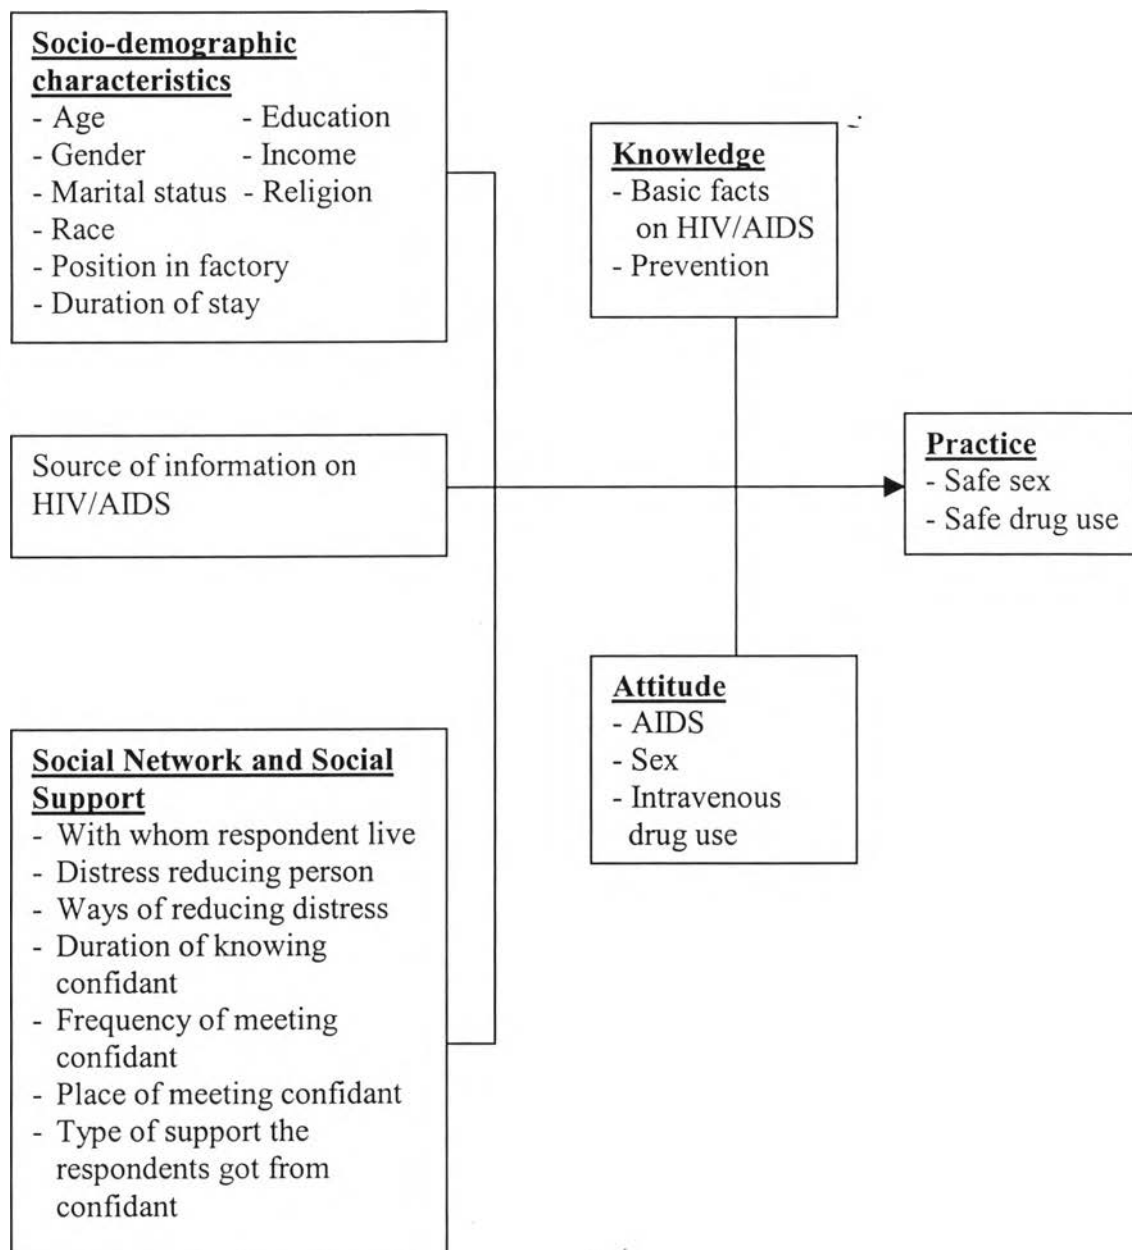 Socio-demographic
characteristics
- Age - Education
- Gender - Income
- Marital status - Religion
- Race
- Position in factory
- Duration of stay
Knowledge
- Basic facts
on HIV/AIDS
- Prevention
Source of information on
HIV/AIDS
Practice
- Safe sex
- Safe drug use
Attitude
- AIDS
- Sex
- Intravenous
drug use
Social Network and Social
Support
- With whom respondent live
- Distress reducing person
- Ways of reducing distress
- Duration of knowing
confidant
- Frequency of meeting
confidant
- Place of meeting confidant
- Type of support the
respondents got from
confidant